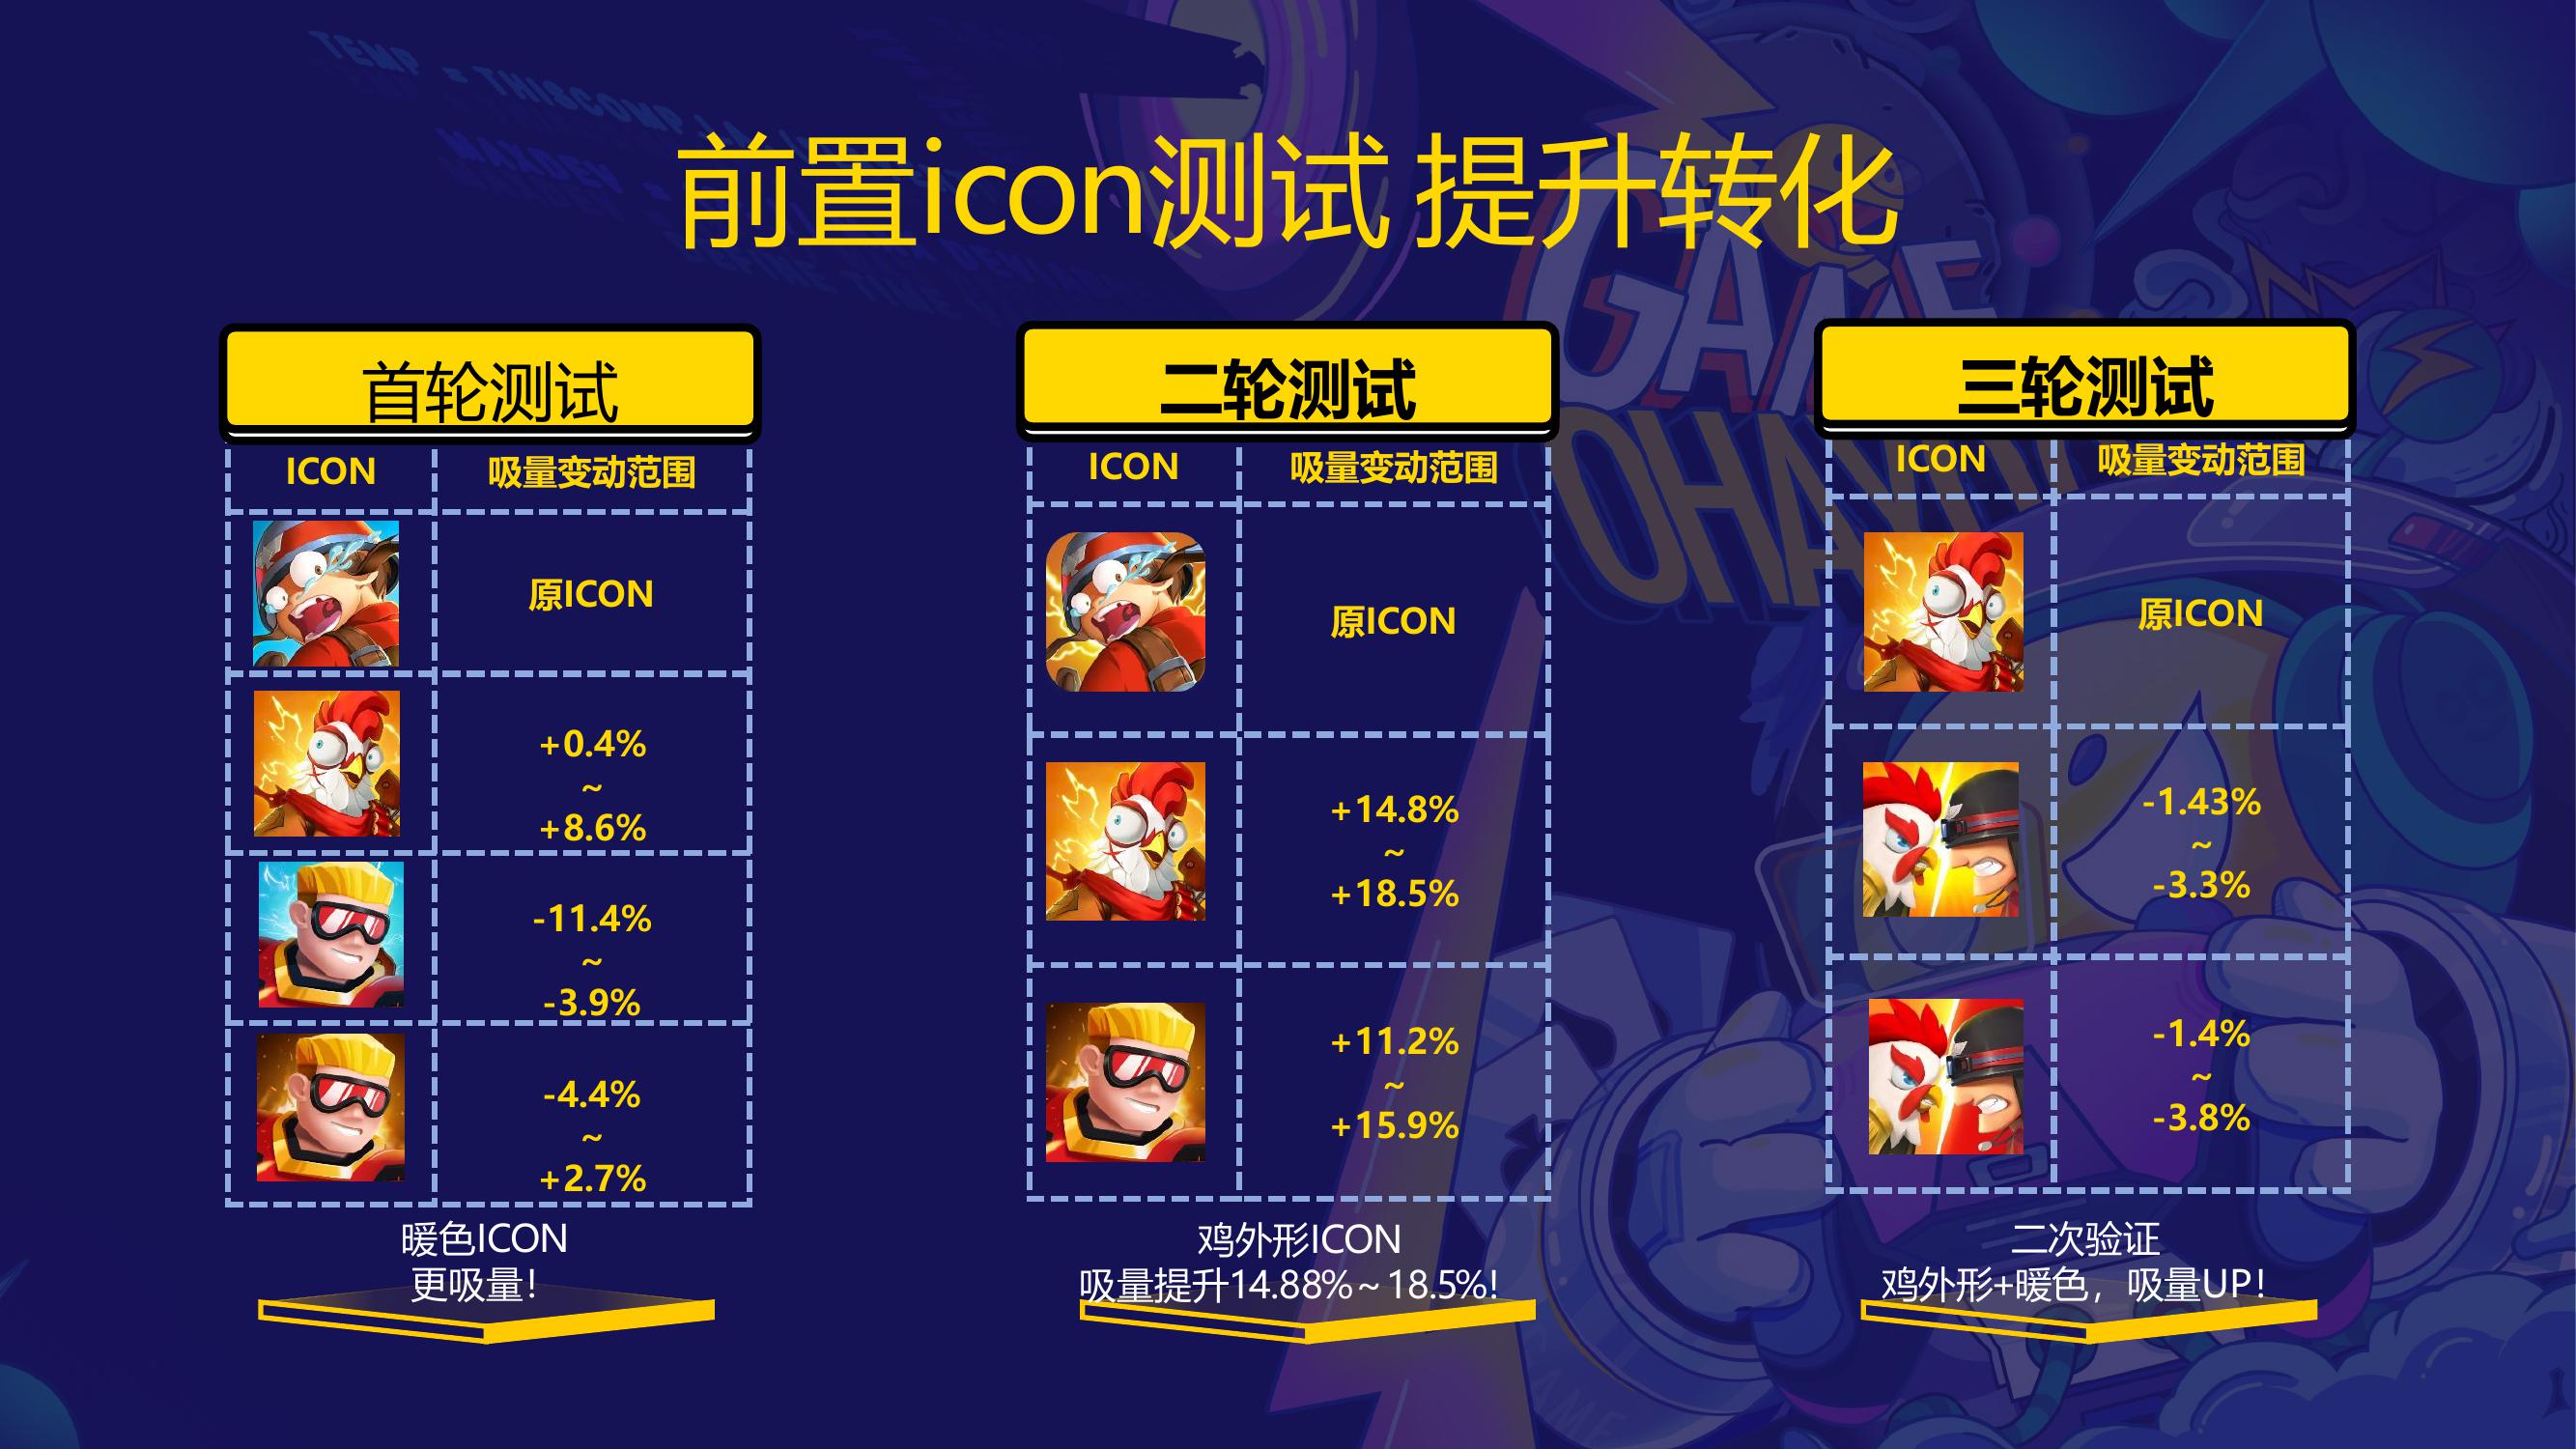 前置icon测试 提升转化
首轮测试
ICON 吸量变动范围
原ICON
+0.4%
~
+8.6%
-11.4%
~
-3.9%
-4.4%
~
+2.7%
暖色ICON
更吸量！
二轮测试
ICON 吸量变动范围
原ICON
+14.8%
~
+18.5%
+11.2%
~
+15.9%
鸡外形ICON
吸量提升14.88%~18.5%!
三轮测试
ICON 吸量变动范围
原ICON
-1.43%
~
-3.3%
-1.4%
~
-3.8%
二次验证
鸡外形+暖色，吸量UP！
GAME